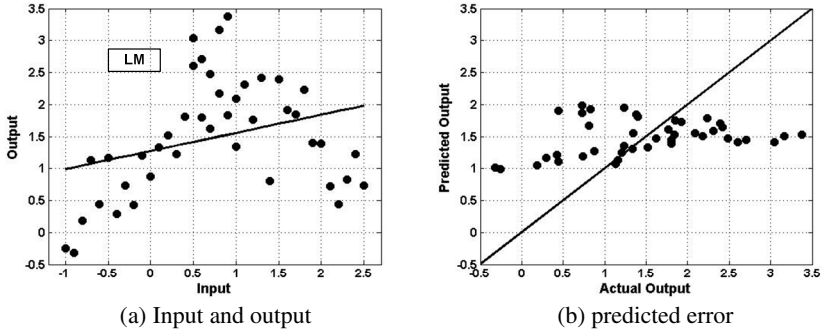 3.5
3
2.5
2
1.5
1
0.5
0
-0.5
Output
LM
-1 -0.5 0 0.5 1 1.5 2 2.5
Input
(a) Input and output
3.5
3
2.5
2
1.5
1
0.5
0
-0.5
Predicted Output
-0.5 0 0.5 1 1.5 2 2.5 3 3.5
Actual Output
(b) predicted error